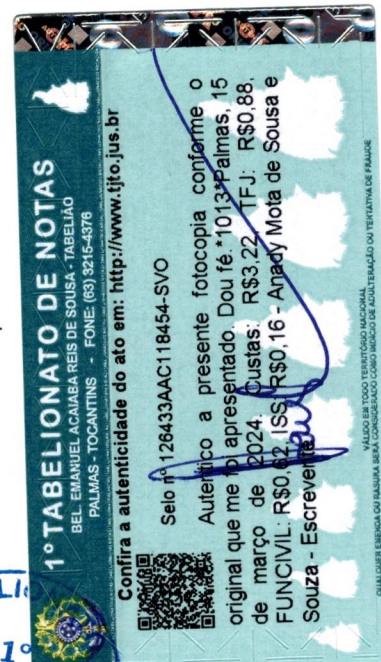 1º TABELIONATO DE NOTAS
BEL. EMANUEL ACAIABA REIS DE SOUSA - TABELIÃO
PALMAS - TOCANTINS - FONE: (63) 3215-4376
Confira a autenticidade do ato em: http://www.tjto.jus.br
Selo nº 126433AAC118454-SVO
Autentico a presente fotocopia conforme o
original que me foi apresentado. Dou fé.*1013*Palmas, 15
de março de 2024. Custas: R$3,22, TFJ: R$0,88,
FUNCIVIL: R$0,62, ISS: R$0,16 - Anady Mota de Sousa e
Souza - Escrevente
VÁLIDO EM TODO TERRITÓRIO NACIONAL
QUALQUER EMENDA OU RASURA SERÁ CONSIDERADO COMO INDÍCIO DE ADULTERAÇÃO OU TENTATIVA DE FRAUDE
1º